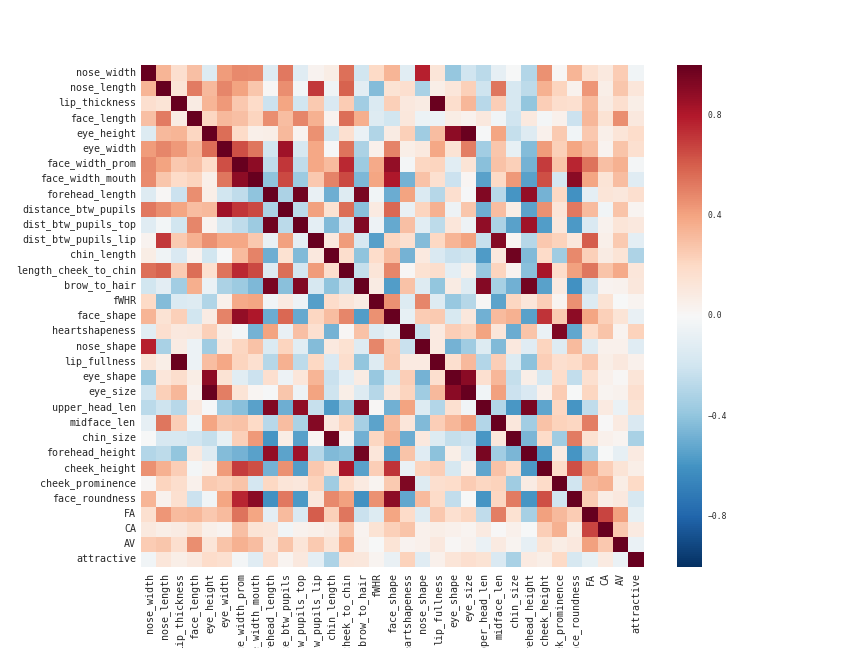 nose_width
nose_length
lip_thickness
face_length
eye_height
eye_width
face_width_prom
face_width_mouth
forehead_length
distance_btw_pupils
dist_btw_pupils_top
dist_btw_pupils_lip
chin_length
length_cheek_to_chin
brow_to_hair
fWHR
face_shape
heartshapeness
nose_shape
lip_fullness
eye_shape
eye_size
upper_head_len
midface_len
chin_size
forehead_height
cheek_height
cheek_prominence
face_roundness
FA
CA
AV
attractive
0.8
0.4
0.0
−0.4
−0.8
nose_width
nose_length
lip_thickness
face_length
eye_height
eye_width
e_width_prom
_width_mouth
rehead_length
e_btw_pupils
w_pupils_top
w_pupils_lip
chin_length
heek_to_chin
brow_to_hair
fWHR
face_shape
artshapeness
nose_shape
lip_fullness
eye_shape
eye_size
per_head_len
midface_len
chin_size
rehead_height
cheek_height
k_prominence
ce_roundness
FA
CA
AV
attractive